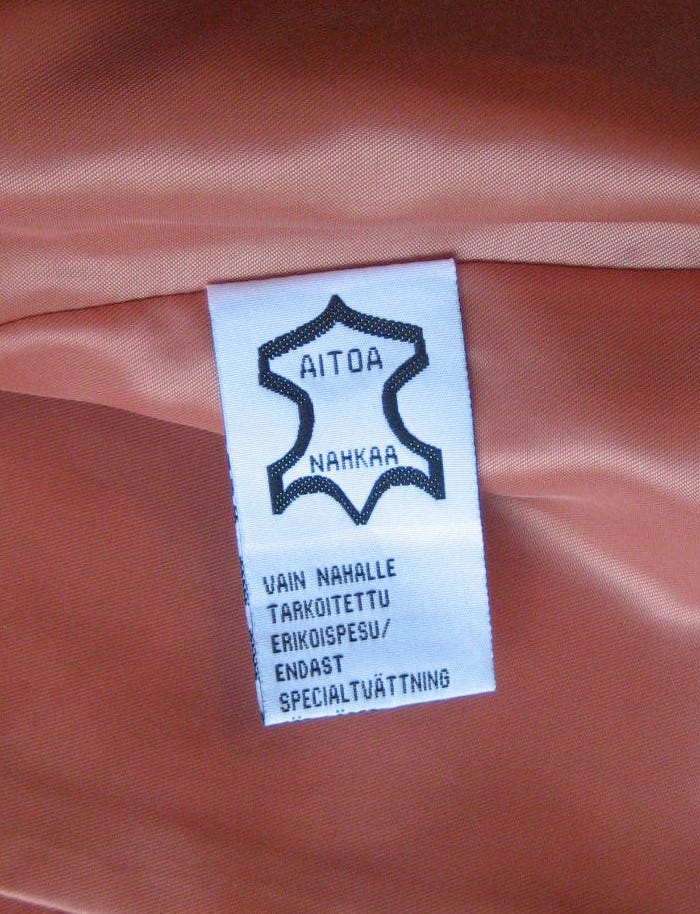 AITOA
NAHKAA
VAIN NAHALLE
TARKOITETTU
ERIKOISPESU/
ENDAST
SPECIALTVÄTTNING